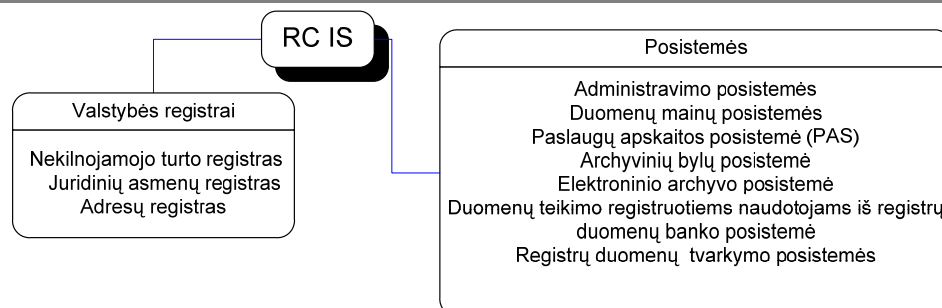 RC IS
Valstybės registrai
Nekilnojamojo turto registras
Juridinių asmenų registras
Adresų registras
Posistemės
Administravimo posistemės
Duomenų mainų posistemės
Paslaugų apskaitos posistemė (PAS)
Archyvinių bylų posistemė
Elektroninio archyvo posistemė
Duomenų teikimo registruotiems naudotojams iš registrų
duomenų banko posistemė
Registrų duomenų tvarkymo posistemės